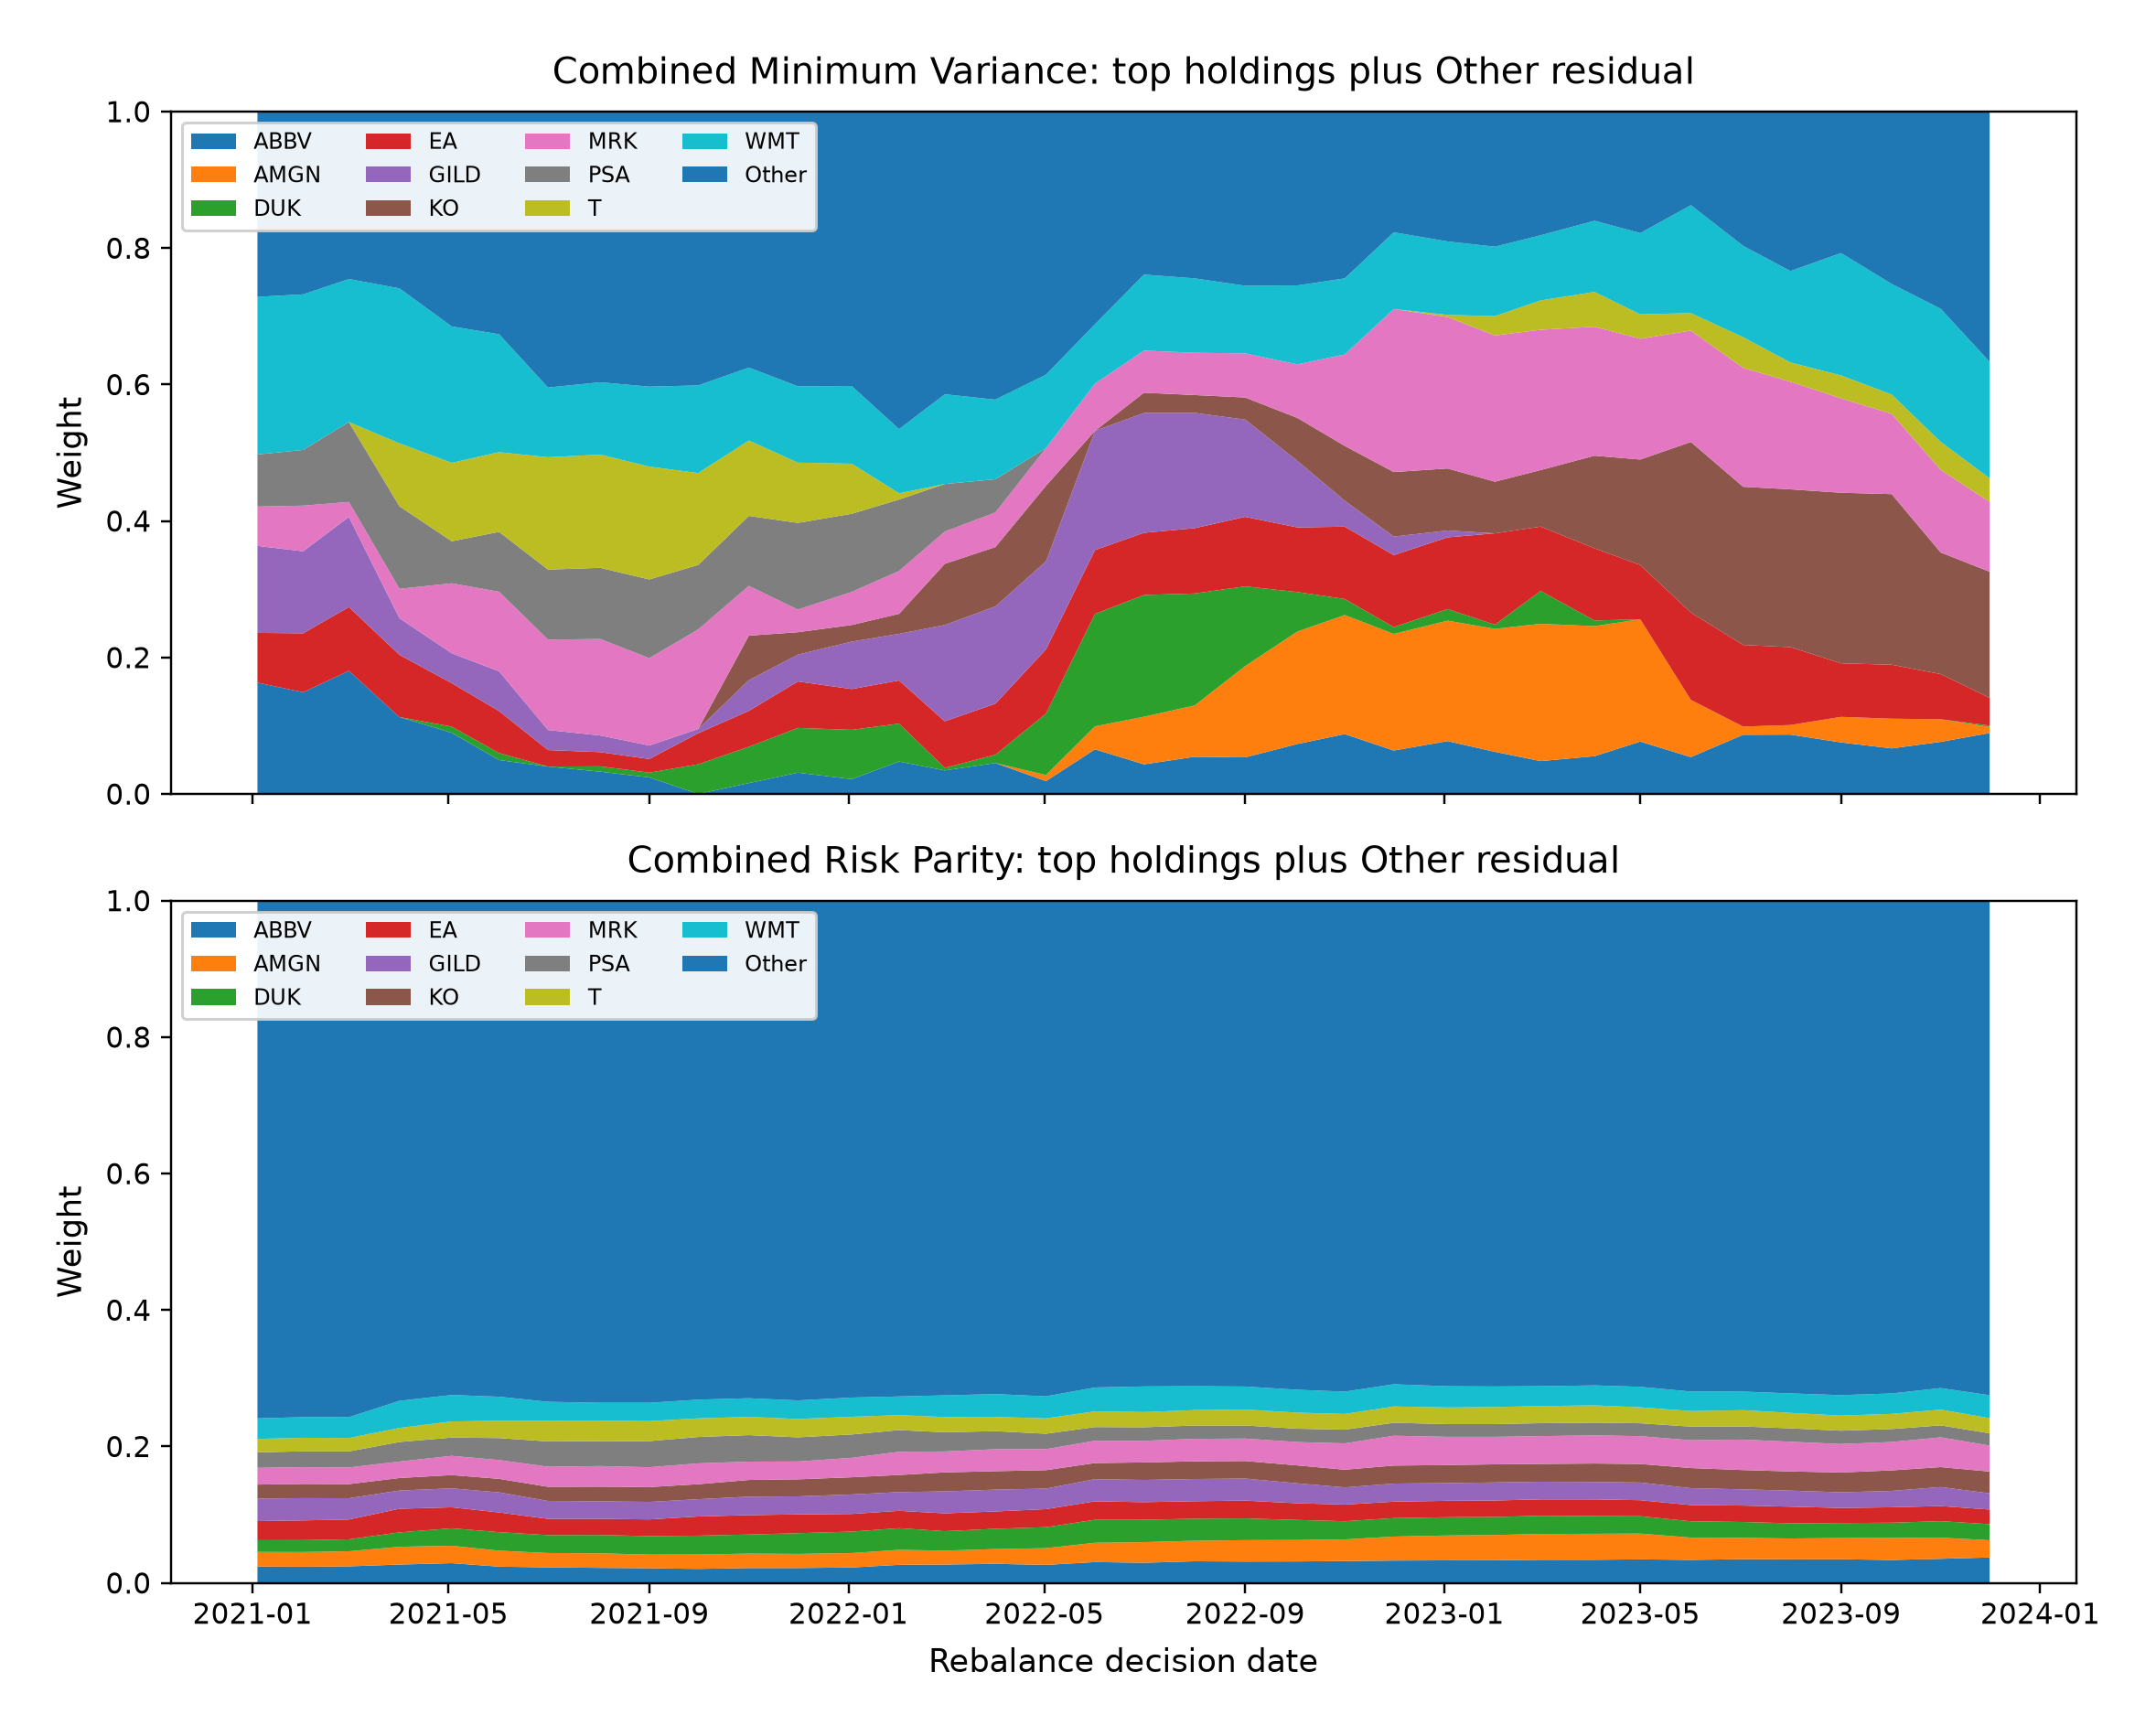 Combined Minimum Variance: top holdings plus Other residual
1.0
0.8
0.6
0.4
0.2
0.0
Weight
ABBV EA MRK WMT
AMGN GILD PSA Other
DUK KO T
Combined Risk Parity: top holdings plus Other residual
1.0
0.8
0.6
0.4
0.2
0.0
Weight
ABBV EA MRK WMT
AMGN GILD PSA Other
DUK KO T
2021-01 2021-05 2021-09 2022-01 2022-05 2022-09 2023-01 2023-05 2023-09 2024-01
Rebalance decision date